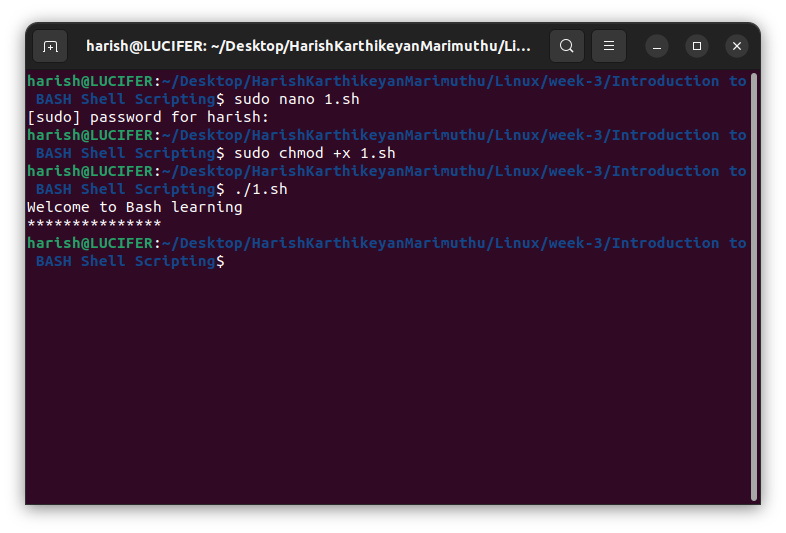 harish@LUCIFER: ~/Desktop/HarishKarthikeyanMarimuthu/Li...
harish@LUCIFER:~/Desktop/HarishKarthikeyanMarimuthu/Linux/week-3/Introduction to
 BASH Shell Scripting$ sudo nano 1.sh
[sudo] password for harish:
harish@LUCIFER:~/Desktop/HarishKarthikeyanMarimuthu/Linux/week-3/Introduction to
 BASH Shell Scripting$ sudo chmod +x 1.sh
harish@LUCIFER:~/Desktop/HarishKarthikeyanMarimuthu/Linux/week-3/Introduction to
 BASH Shell Scripting$ ./1.sh
Welcome to Bash learning
***************
harish@LUCIFER:~/Desktop/HarishKarthikeyanMarimuthu/Linux/week-3/Introduction to
 BASH Shell Scripting$